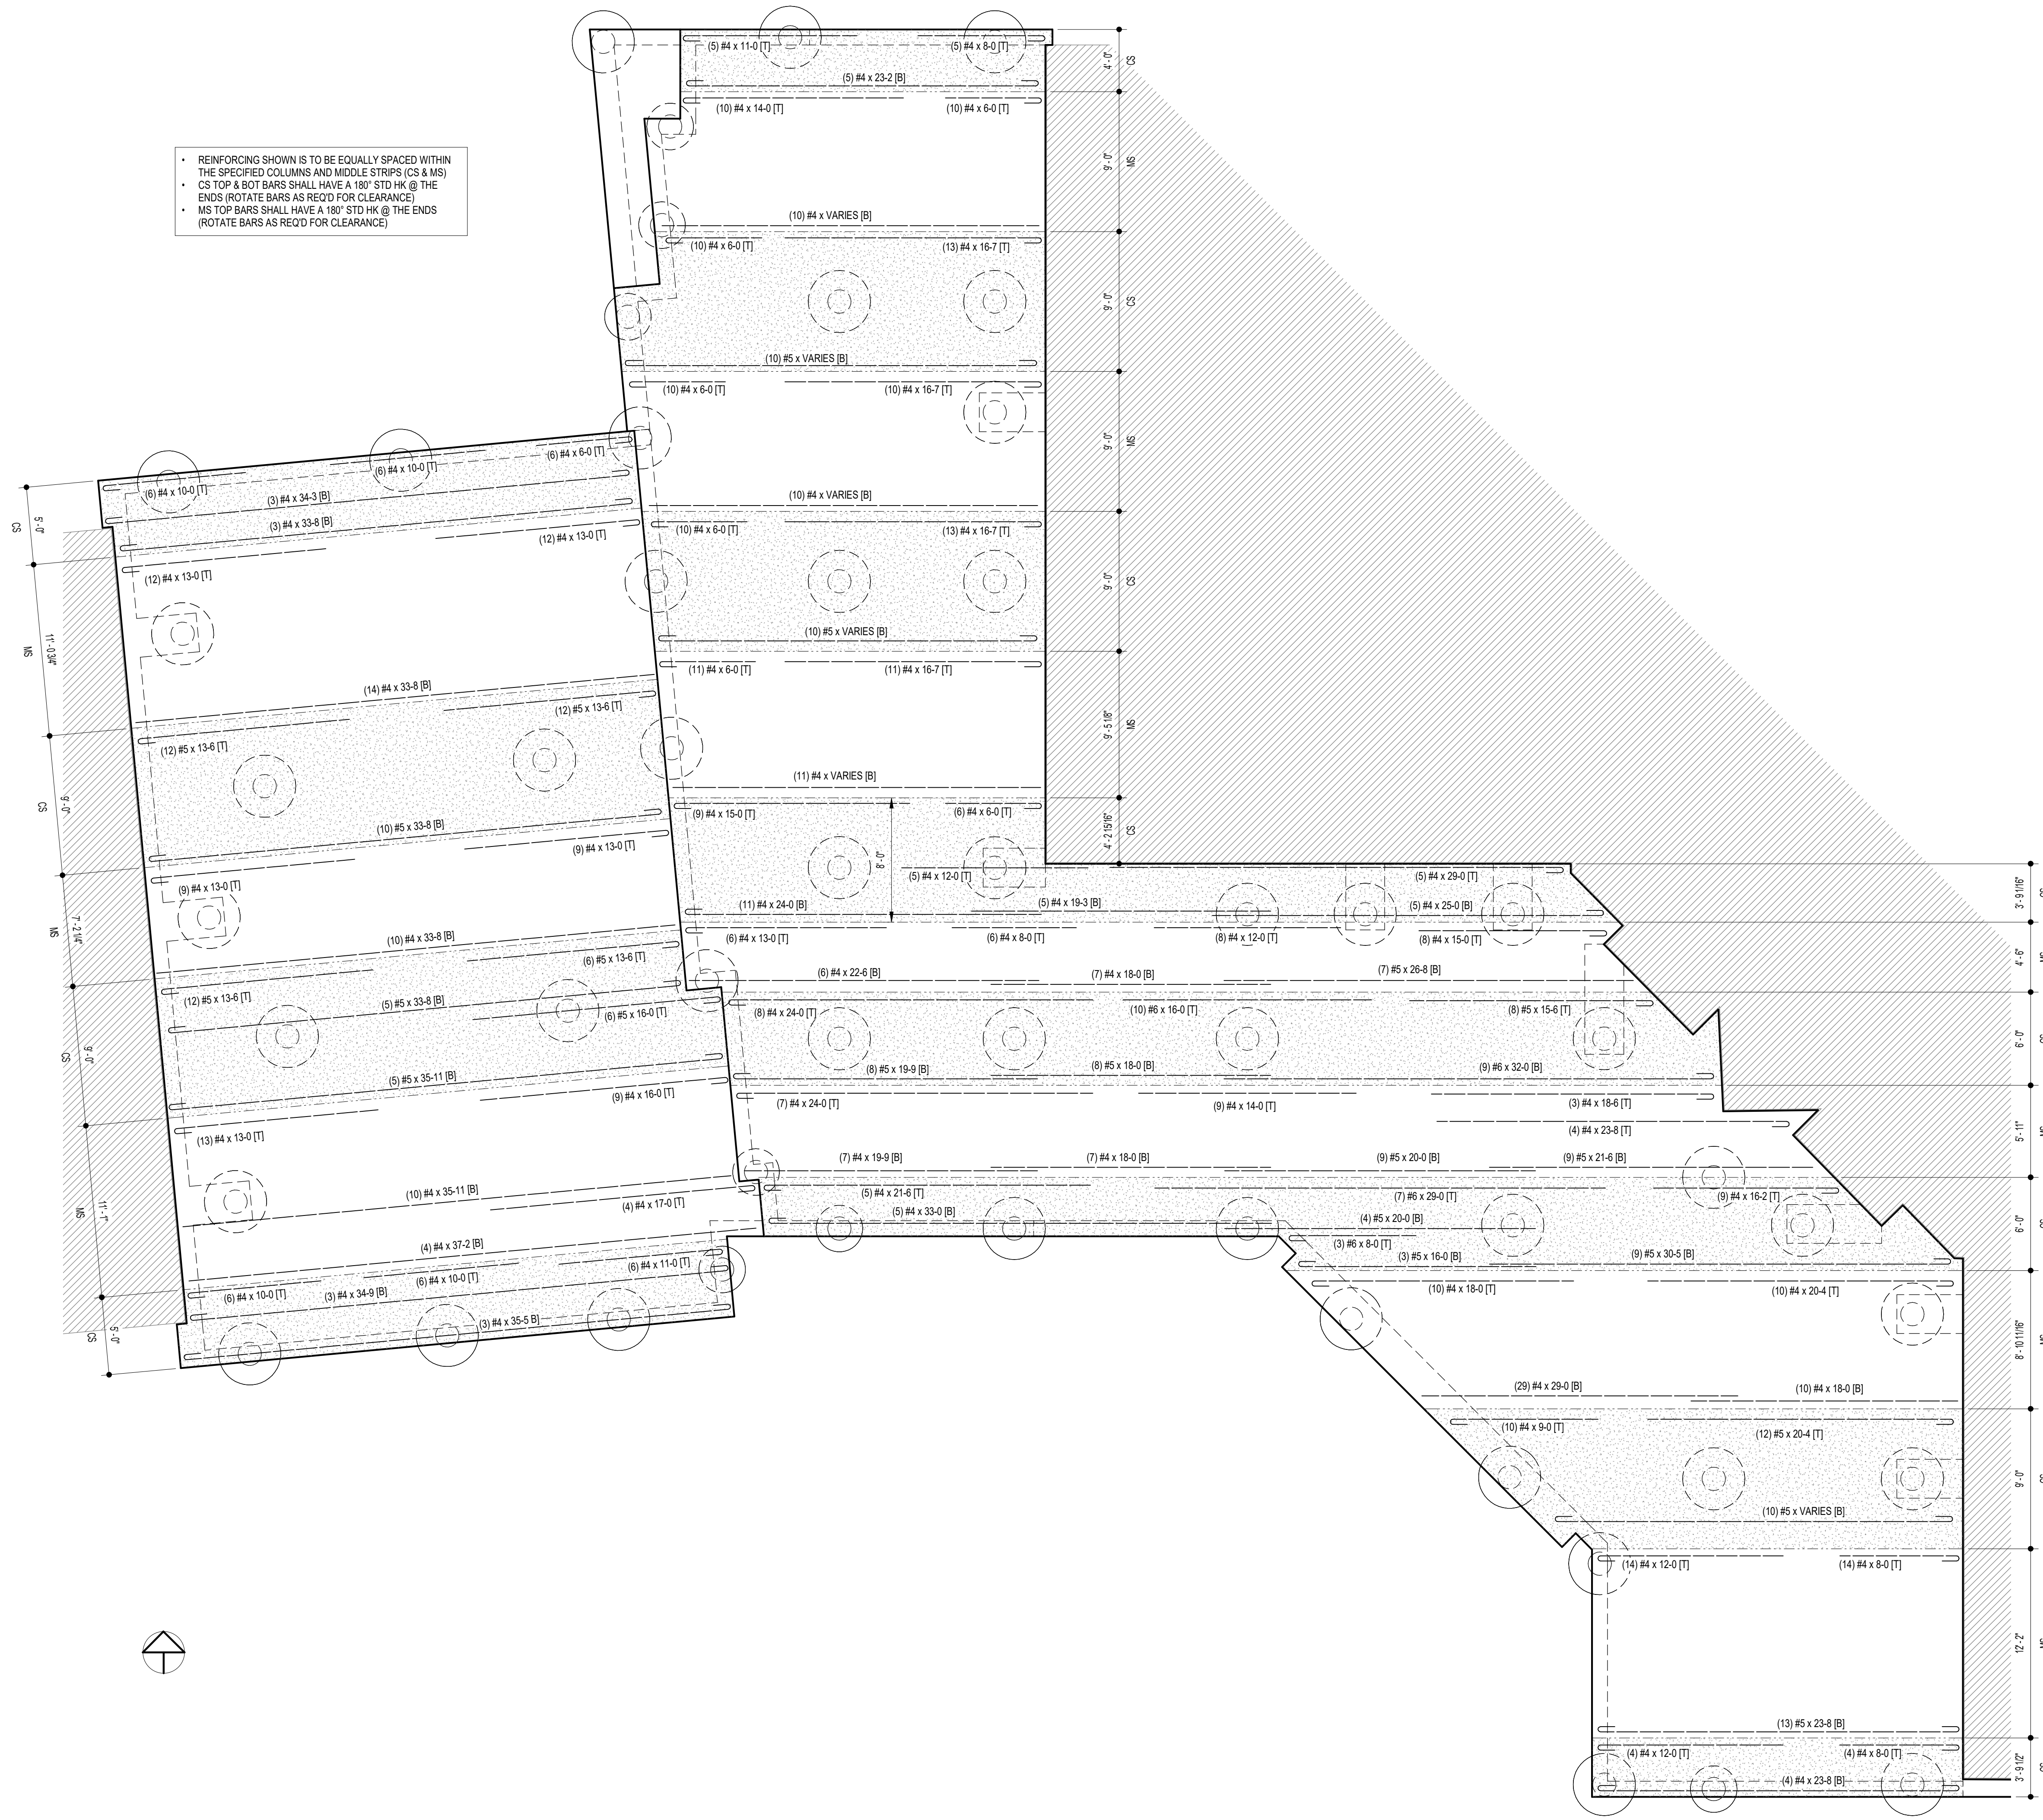 • REINFORCING SHOWN IS TO BE EQUALLY SPACED WITHIN
THE SPECIFIED COLUMNS AND MIDDLE STRIPS (CS & MS)
• CS TOP & BOT BARS SHALL HAVE A 180° STD HK @ THE
ENDS (ROTATE BARS AS REQ'D FOR CLEARANCE)
• MS TOP BARS SHALL HAVE A 180° STD HK @ THE ENDS
(ROTATE BARS AS REQ'D FOR CLEARANCE)
(5) #4 x 11-0 [T]
(5) #4 x 8-0 [T]
(5) #4 x 23-2 [B]
(10) #4 x 14-0 [T]
(10) #4 x 6-0 [T]
(10) #4 x VARIES [B]
(10) #4 x 6-0 [T]
(13) #4 x 16-7 [T]
(10) #5 x VARIES [B]
(10) #4 x 6-0 [T]
(10) #4 x 16-7 [T]
(10) #4 x VARIES [B]
(10) #4 x 6-0 [T]
(13) #4 x 16-7 [T]
(10) #5 x VARIES [B]
(11) #4 x 6-0 [T]
(11) #4 x 16-7 [T]
(11) #4 x VARIES [B]
(9) #4 x 15-0 [T]
(6) #4 x 6-0 [T]
8'-0"
4'-0"
CS
9'-0"
MS
9'-0"
CS
9'-0"
MS
9'-0"
CS
9'-5 1/8"
MS
4'-2 15/16"
CS
(6) #4 x 10-0 [T]
(6) #4 x 10-0 [T]
(6) #4 x 6-0 [T]
(3) #4 x 34-3 [B]
(3) #4 x 33-8 [B]
(12) #4 x 13-0 [T]
(12) #4 x 13-0 [T]
(14) #4 x 33-8 [B]
(12) #5 x 13-6 [T]
(12) #5 x 13-6 [T]
(10) #5 x 33-8 [B]
(9) #4 x 13-0 [T]
(9) #4 x 13-0 [T]
(10) #4 x 33-8 [B]
(6) #5 x 13-6 [T]
(12) #5 x 13-6 [T]
(5) #5 x 33-8 [B]
(6) #5 x 16-0 [T]
(5) #5 x 35-11 [B]
(9) #4 x 16-0 [T]
(13) #4 x 13-0 [T]
(10) #4 x 35-11 [B]
(4) #4 x 17-0 [T]
(4) #4 x 37-2 [B]
(6) #4 x 10-0 [T]
(6) #4 x 10-0 [T]
(6) #4 x 11-0 [T]
(3) #4 x 34-9 [B]
(3) #4 x 35-5 B]
5'-0"
CS
11'-0 3/4"
MS
9'-0"
CS
7'-2 1/4"
MS
9'-0"
CS
11'-1"
MS
5'-0"
CS
(5) #4 x 12-0 [T]
(5) #4 x 29-0 [T]
(11) #4 x 24-0 [B]
(5) #4 x 19-3 [B]
(5) #4 x 25-0 [B]
(6) #4 x 13-0 [T]
(6) #4 x 8-0 [T]
(8) #4 x 12-0 [T]
(8) #4 x 15-0 [T]
(6) #4 x 22-6 [B]
(7) #4 x 18-0 [B]
(7) #5 x 26-8 [B]
(8) #4 x 24-0 [T]
(10) #6 x 16-0 [T]
(8) #5 x 15-6 [T]
(8) #5 x 19-9 [B]
(8) #5 x 18-0 [B]
(9) #6 x 32-0 [B]
(7) #4 x 24-0 [T]
(9) #4 x 14-0 [T]
(3) #4 x 18-6 [T]
(4) #4 x 23-8 [T]
(7) #4 x 19-9 [B]
(7) #4 x 18-0 [B]
(9) #5 x 20-0 [B]
(9) #5 x 21-6 [B]
(5) #4 x 21-6 [T]
(7) #6 x 29-0 [T]
(9) #4 x 16-2 [T]
(5) #4 x 33-0 [B]
(4) #5 x 20-0 [B]
(3) #6 x 8-0 [T]
(3) #5 x 16-0 [B]
(9) #5 x 30-5 [B]
(10) #4 x 18-0 [T]
(10) #4 x 20-4 [T]
(29) #4 x 29-0 [B]
(10) #4 x 18-0 [B]
(10) #4 x 9-0 [T]
(12) #5 x 20-4 [T]
(10) #5 x VARIES [B]
(14) #4 x 12-0 [T]
(14) #4 x 8-0 [T]
(13) #5 x 23-8 [B]
(4) #4 x 12-0 [T]
(4) #4 x 8-0 [T]
(4) #4 x 23-8 [B]
3'-9 1/16"
4'-6"
6'-0"
5'-11"
6'-0"
8'-10 11/16"
9'-0"
12'-2"
3'-9 1/2"